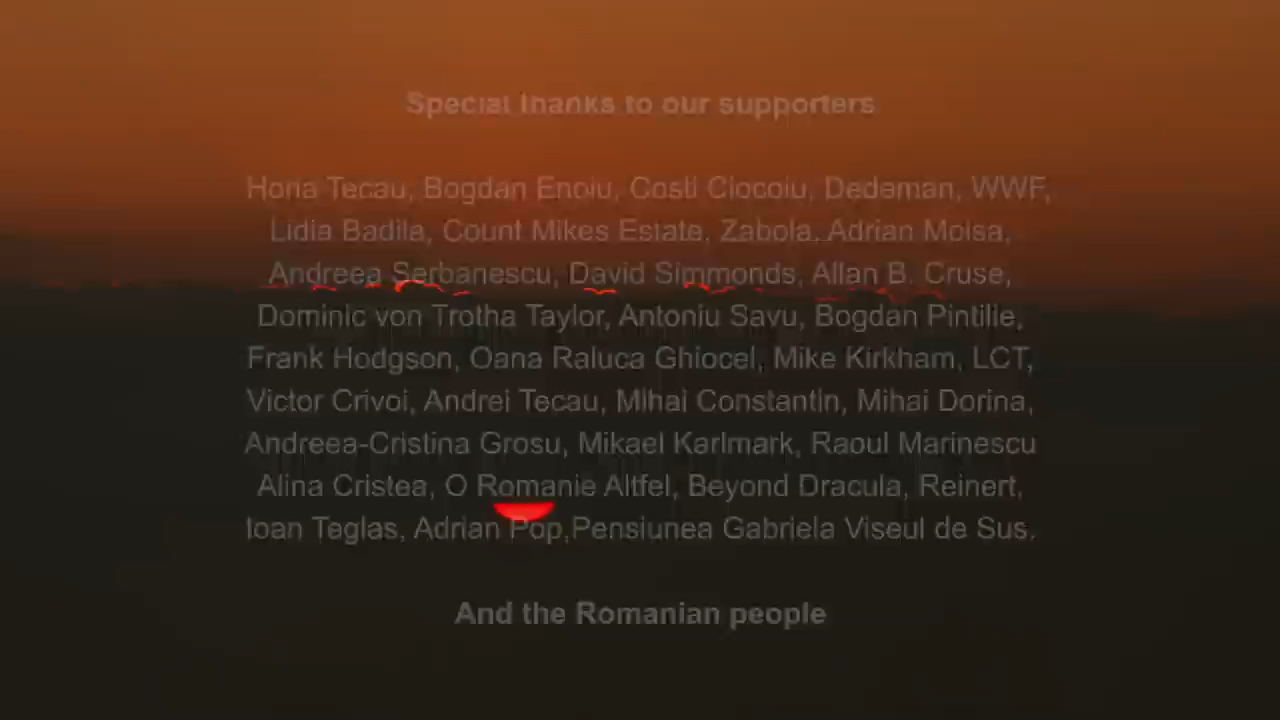 Special thanks to our supporters
Horia Tecau, Bogdan Enoiu, Costi Ciocoiu, Dedeman, WWF,
Lidia Badila, Count Mikes Estate, Zabola, Adrian Moisa,
Andreea Serbanescu, David Simmonds, Allan B. Cruse,
Dominic von Trotha Taylor, Antoniu Savu, Bogdan Pintilie,
Frank Hodgson, Oana Raluca Ghiocel, Mike Kirkham, LCT,
Victor Crivoi, Andrei Tecau, Mihai Constantin, Mihai Dorina,
Andreea-Cristina Grosu, Mikael Karlmark, Raoul Marinescu
Alina Cristea, O Romanie Altfel, Beyond Dracula, Reinert,
Ioan Teglas, Adrian Pop,Pensiunea Gabriela Viseul de Sus.
And the Romanian people